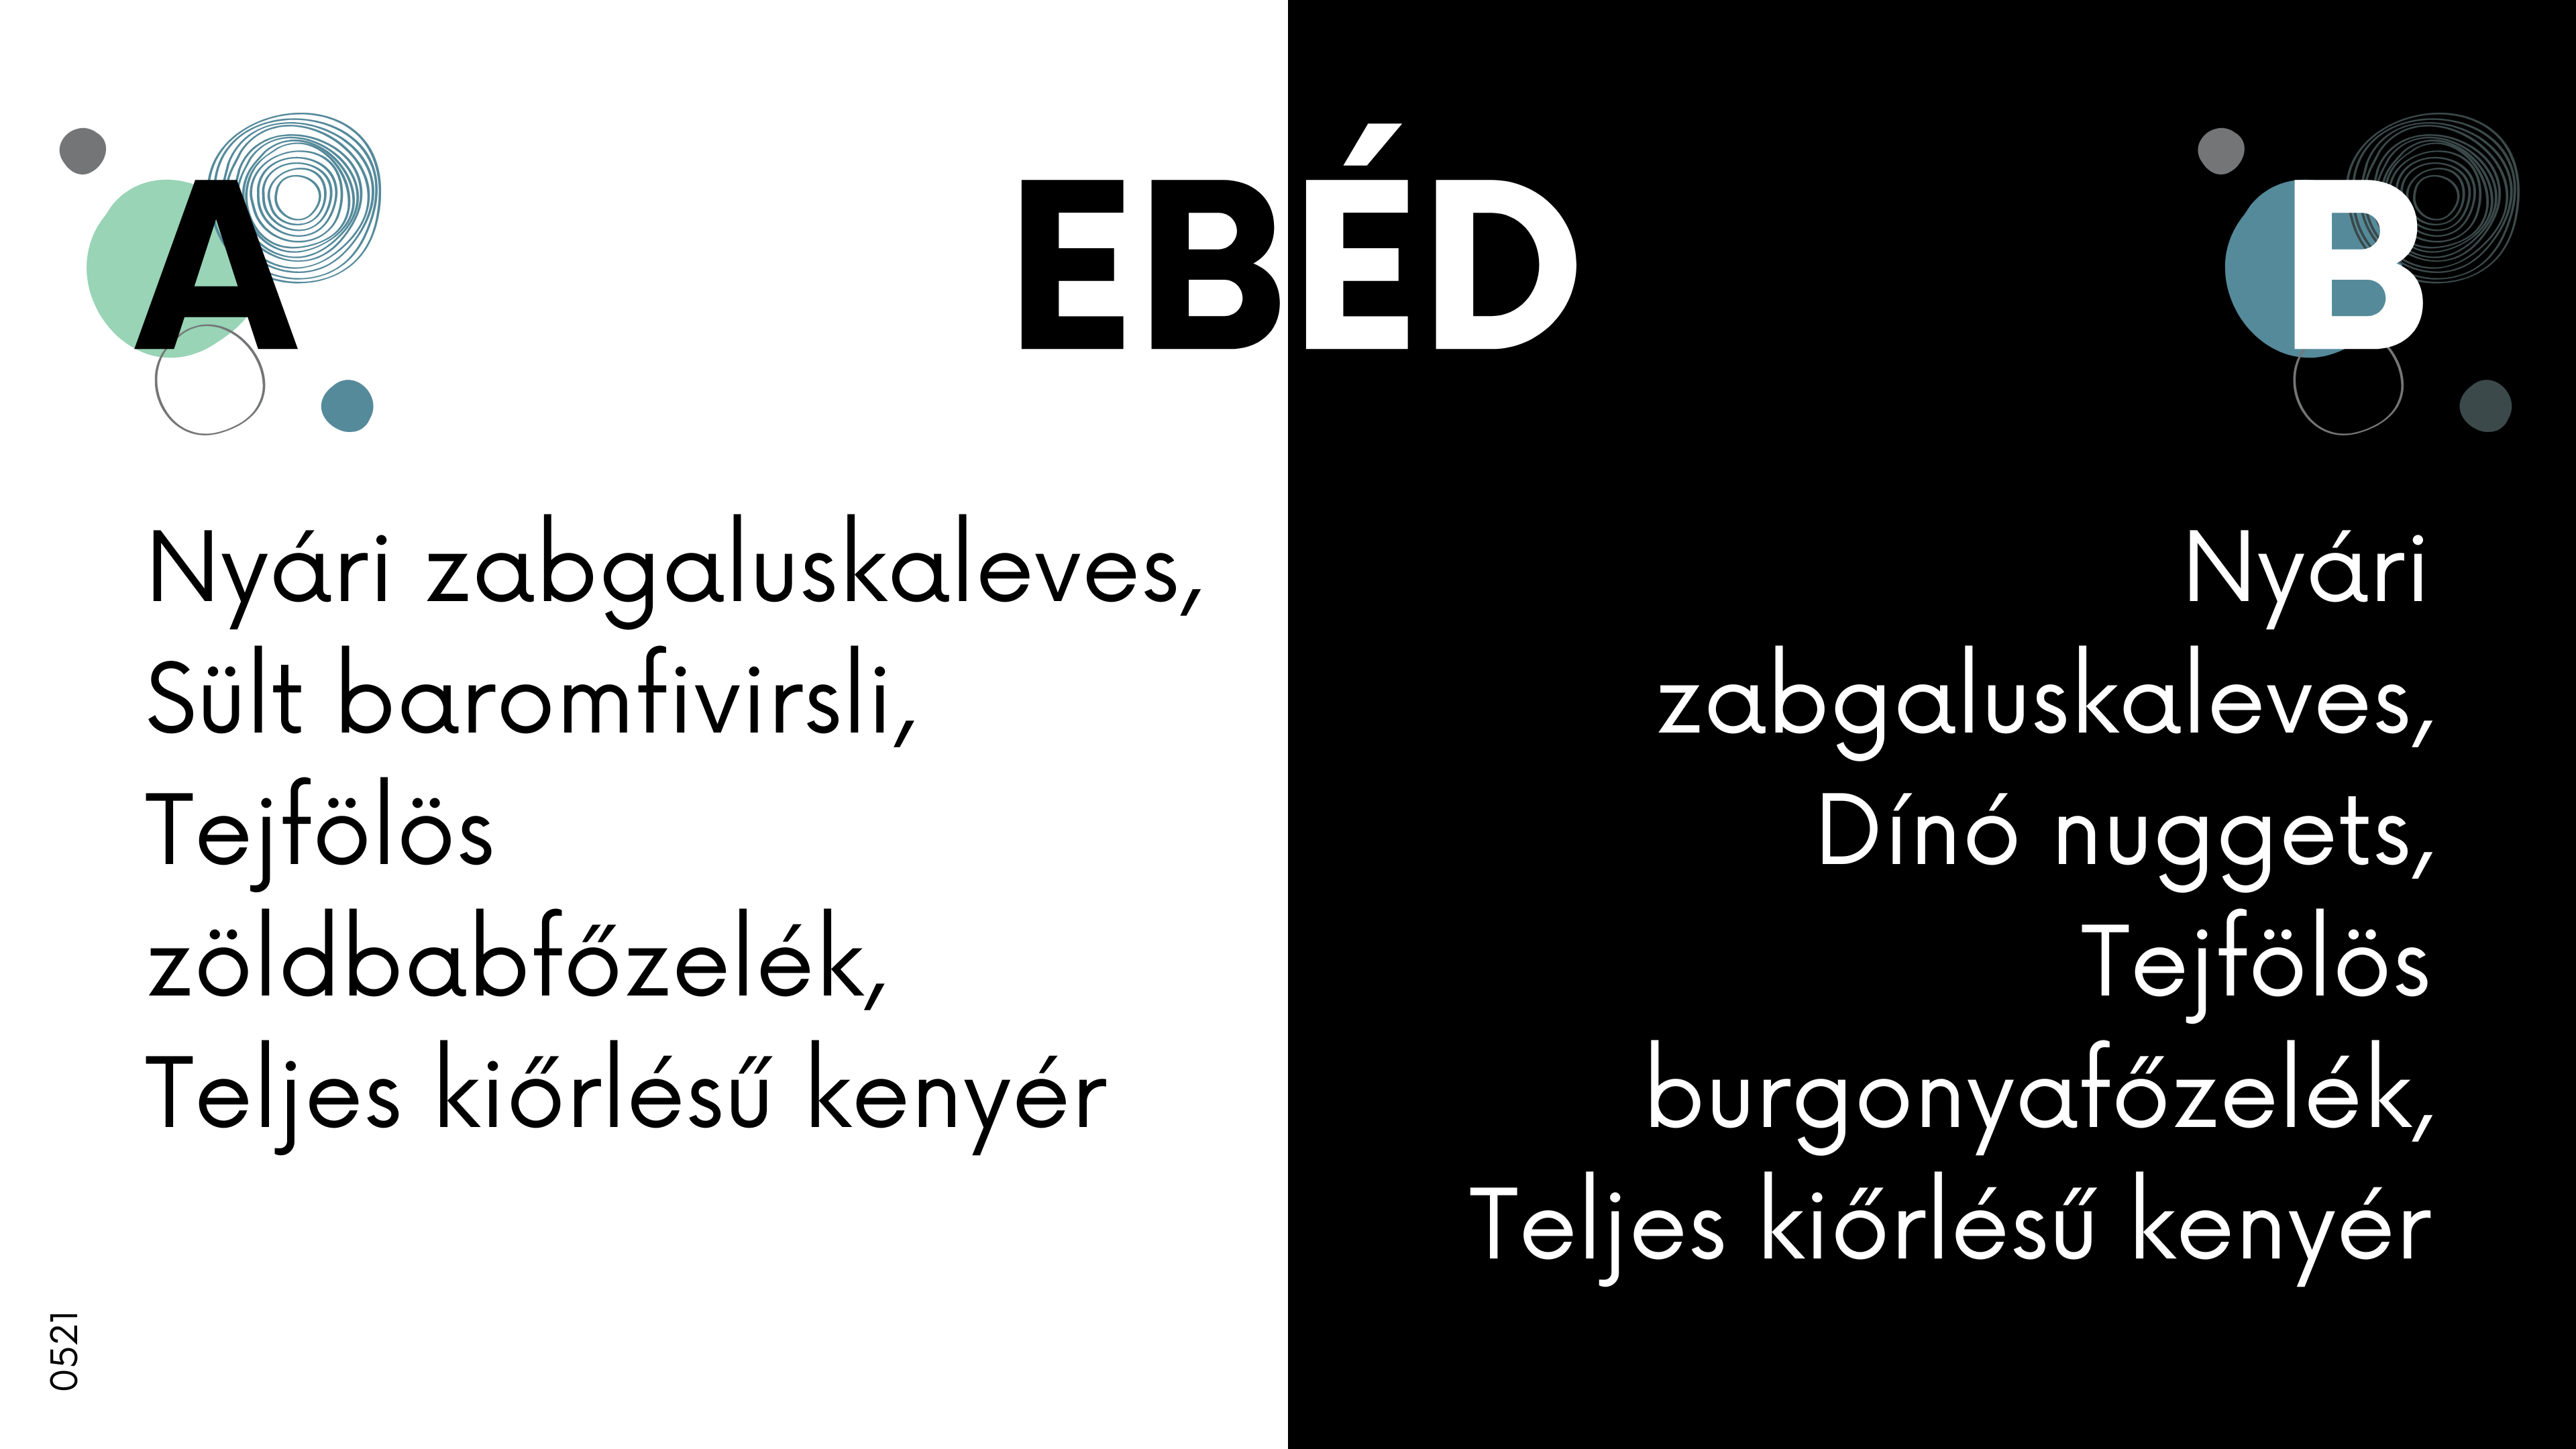 A
EBÉD
B
Nyári zabgaluskaleves,
Sült baromfivirsli,
Tejfölös
zöldbabfőzelék,
Teljes kiőrlésű kenyér
Nyári
zabgaluskaleves,
Dínó nuggets,
Tejfölös
burgonyafőzelék,
Teljes kiőrlésű kenyér
0521